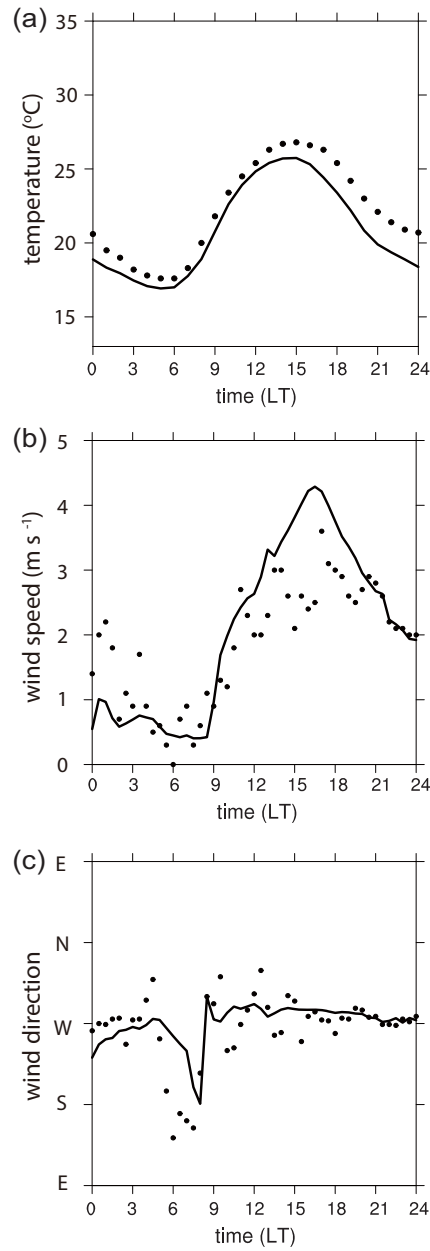 (a)
35
30
25
20
15
temperature (°C)
0 3 6 9 12 15 18 21 24
time (LT)
(b)
5
4
3
2
1
0
wind speed (m s⁻¹)
0 3 6 9 12 15 18 21 24
time (LT)
(c)
E
N
W
S
E
wind direction
0 3 6 9 12 15 18 21 24
time (LT)